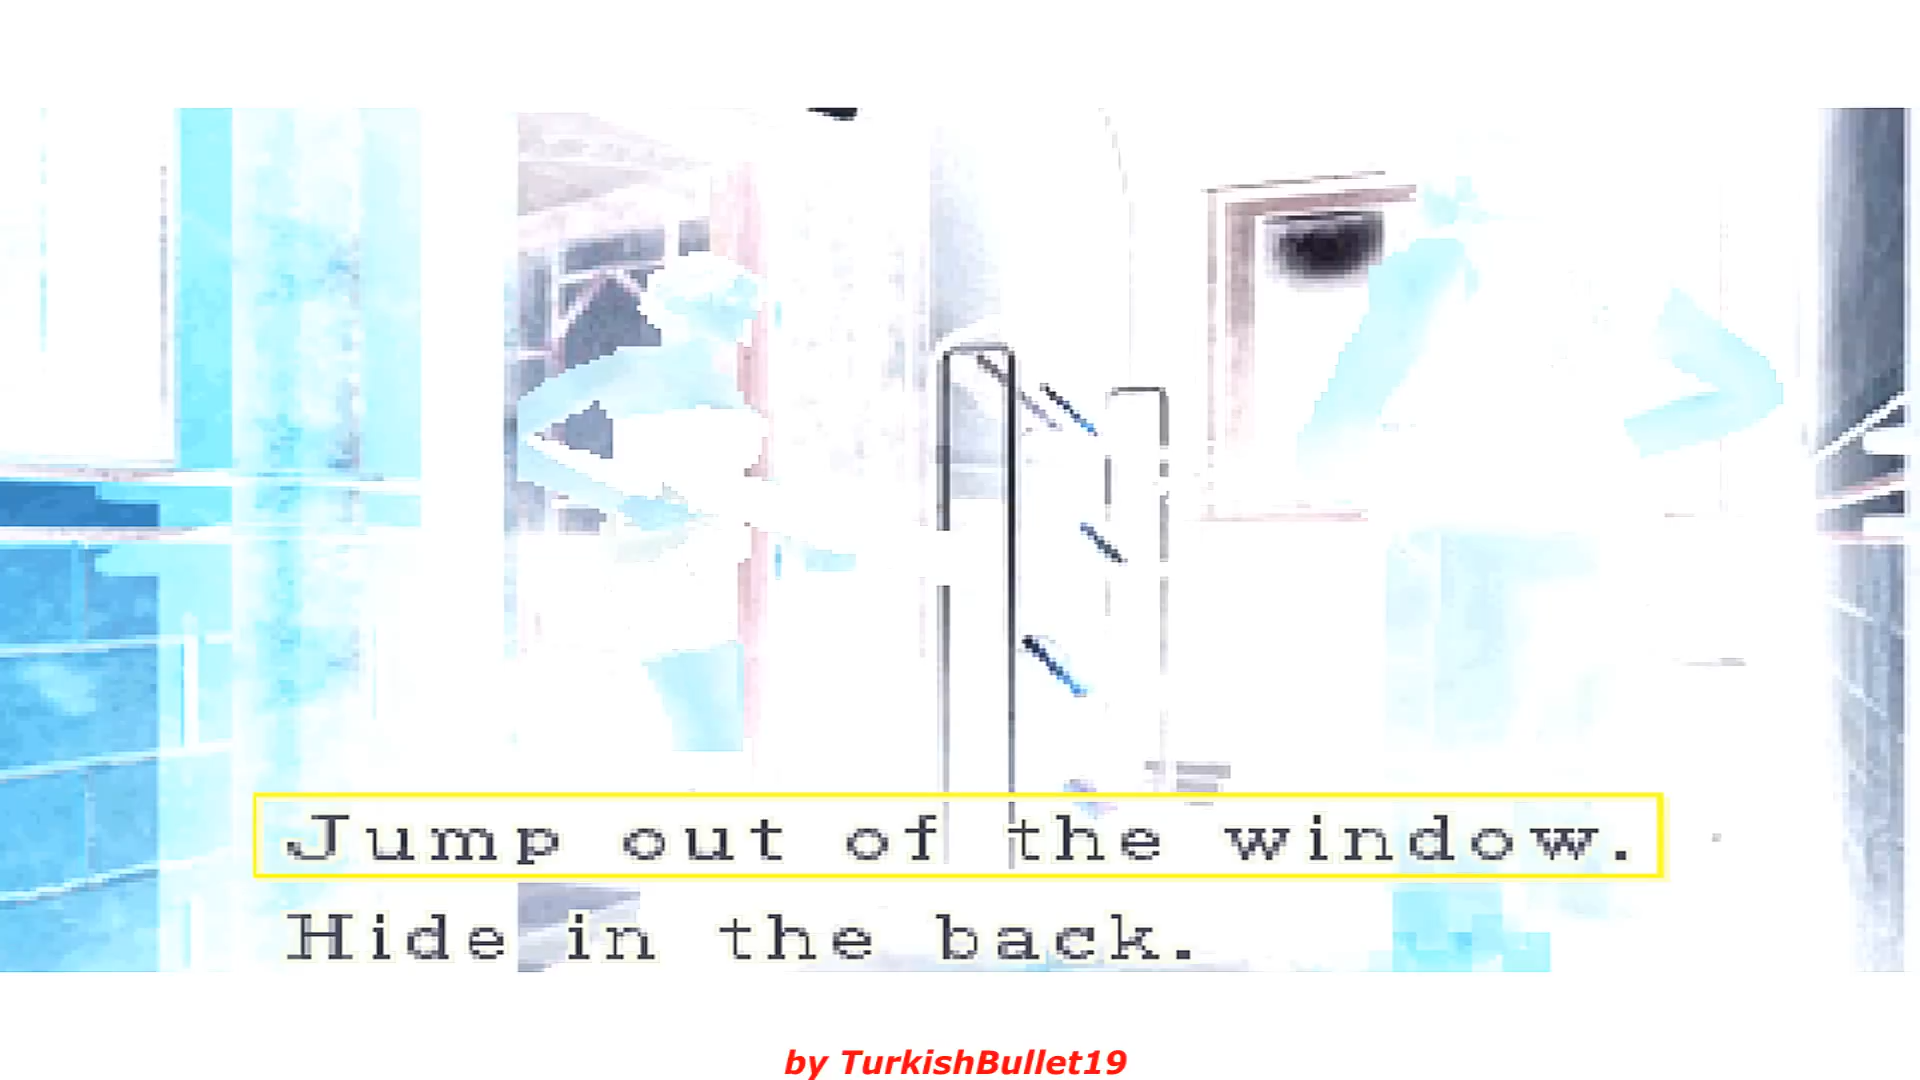 Jump out of the window.
Hide in the back.
by TurkishBullet19